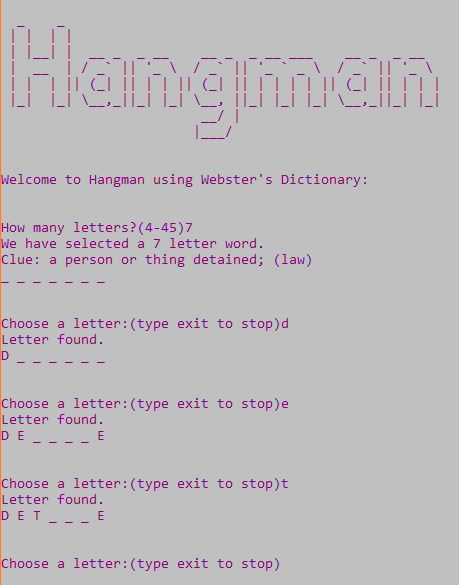 Hangman
Welcome to Hangman using Webster's Dictionary:
How many letters?(4-45)7
We have selected a 7 letter word.
Clue: a person or thing detained; (law)
_ _ _ _ _ _ _
Choose a letter:(type exit to stop)d
Letter found.
D _ _ _ _ _ _
Choose a letter:(type exit to stop)e
Letter found.
D E _ _ _ _ E
Choose a letter:(type exit to stop)t
Letter found.
D E T _ _ _ E
Choose a letter:(type exit to stop)